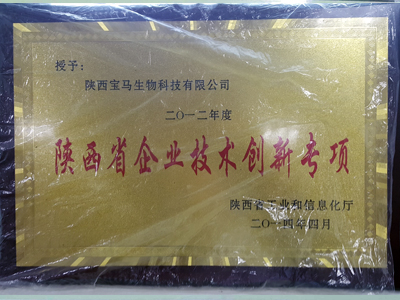 授予:
陕西宝马生物科技有限公司
二〇一二年度
陕西省企业技术创新专项
陕西省工业和信息化厅
二〇一四年四月